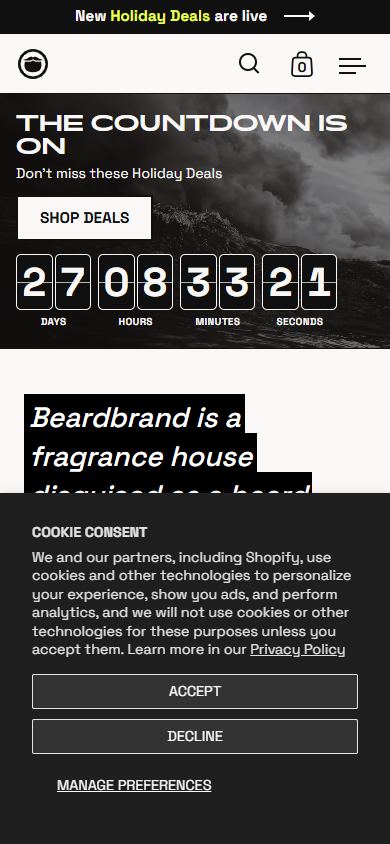 New Holiday Deals are live
0
THE COUNTDOWN IS
ON
Don't miss these Holiday Deals
SHOP DEALS
27 08 33 21
DAYS HOURS MINUTES SECONDS
Beardbrand is a
fragrance house
disguised as a beard
COOKIE CONSENT
We and our partners, including Shopify, use
cookies and other technologies to personalize
your experience, show you ads, and perform
analytics, and we will not use cookies or other
technologies for these purposes unless you
accept them. Learn more in our Privacy Policy
ACCEPT
DECLINE
MANAGE PREFERENCES